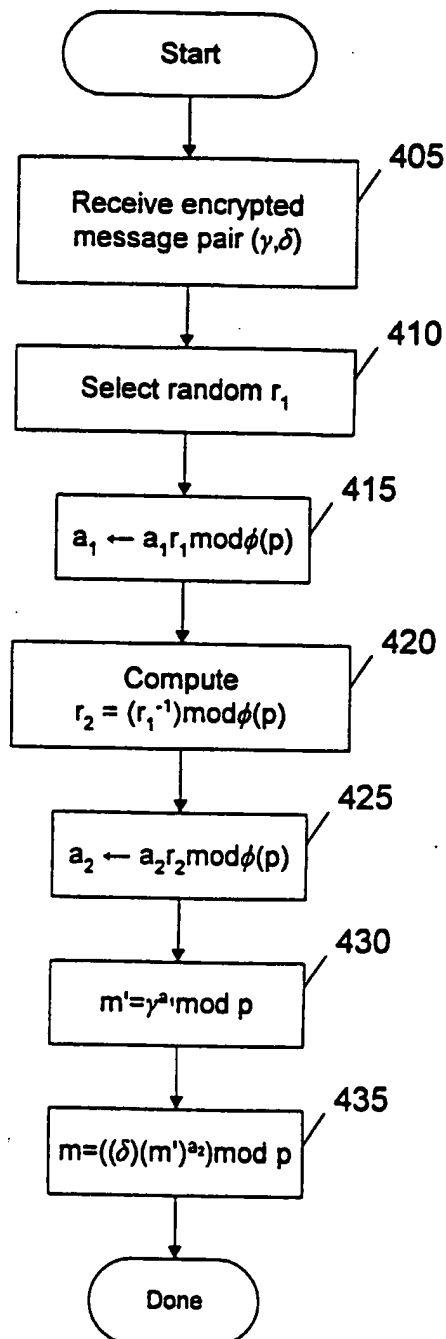 Start
405
Receive encrypted
message pair (γ,δ)
410
Select random r₁
415
a₁ ← a₁r₁modϕ(p)
420
Compute
r₂ = (r₁⁻¹)modϕ(p)
425
a₂ ← a₂r₂modϕ(p)
430
m'=γᵃ¹mod p
435
m=((δ)(m')ᵃ²)mod p
Done